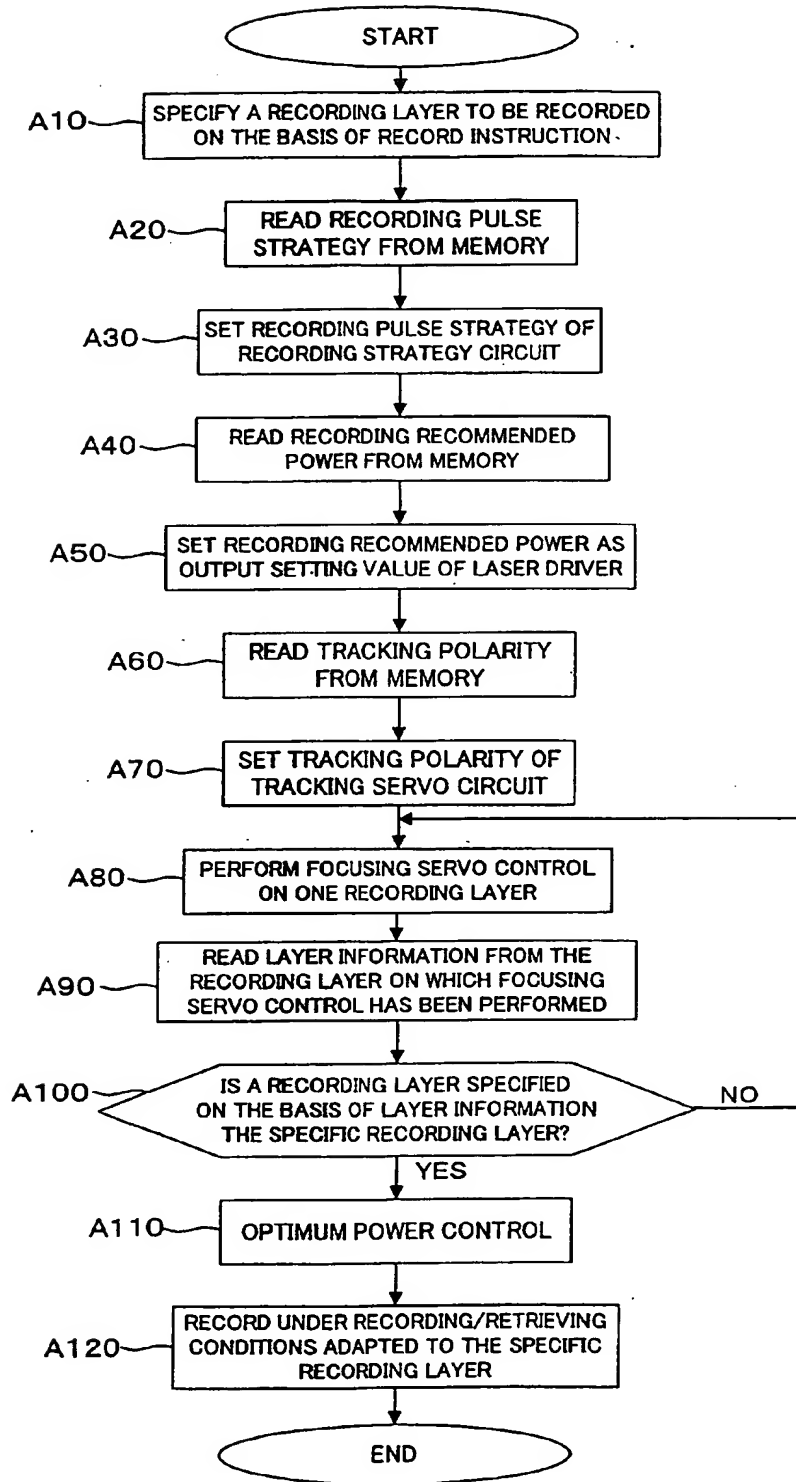 START
A10
SPECIFY A RECORDING LAYER TO BE RECORDED
ON THE BASIS OF RECORD INSTRUCTION.
A20
READ RECORDING PULSE
STRATEGY FROM MEMORY
A30
SET RECORDING PULSE STRATEGY OF
RECORDING STRATEGY CIRCUIT
A40
READ RECORDING RECOMMENDED
POWER FROM MEMORY
A50
SET RECORDING RECOMMENDED POWER AS
OUTPUT SETTING VALUE OF LASER DRIVER
A60
READ TRACKING POLARITY
FROM MEMORY
A70
SET TRACKING POLARITY OF
TRACKING SERVO CIRCUIT
A80
PERFORM FOCUSING SERVO CONTROL
ON ONE RECORDING LAYER
A90
READ LAYER INFORMATION FROM THE
RECORDING LAYER ON WHICH FOCUSING
SERVO CONTROL HAS BEEN PERFORMED
A100
IS A RECORDING LAYER SPECIFIED
ON THE BASIS OF LAYER INFORMATION
THE SPECIFIC RECORDING LAYER?
NO
YES
A110
OPTIMUM POWER CONTROL
A120
RECORD UNDER RECORDING/RETRIEVING
CONDITIONS ADAPTED TO THE SPECIFIC
RECORDING LAYER
END